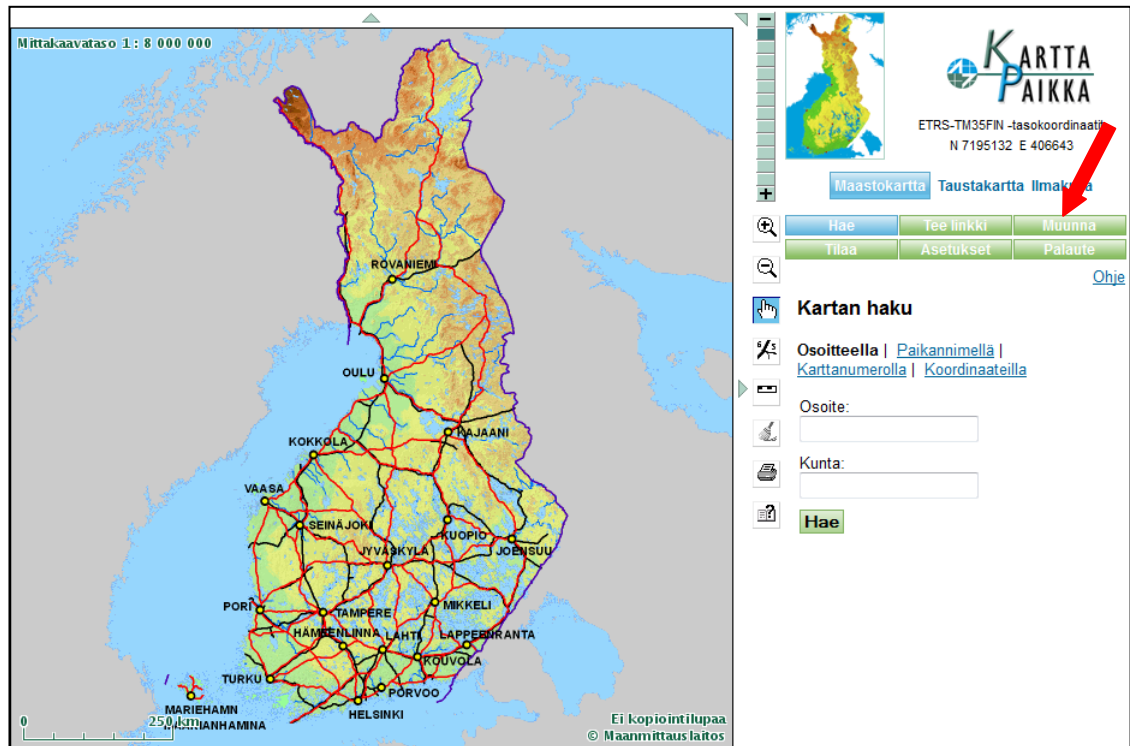 Mittakaavataso 1 : 8 000 000
ROVANIEMI
OULU
KAJAANI
KOKKOLA
VAASA
SEINÄJOKI
KUOPIO
JOENSUU
JYVÄSKYLÄ
PORI
TAMPERE
MIKKELI
HÄMEENLINNA
LAHTI
LAPPEENRANTA
KOUVOLA
TURKU
PORVOO
HELSINKI
MARIEHAMN
MAARIANHAMINA
0
250 km
Ei kopiointilupaa
© Maanmittauslaitos
KARTTA
PAIKKA
ETRS-TM35FIN -tasokoordinaatit
N 7195132 E 406643
Maastokartta Taustakartta
Hae Tee linkki Muunna
Tilaa Asetukset Palaute
Ohje
Kartan haku
Osoitteella | Paikannimellä |
Karttanumerolla | Koordinaateilla
Osoite:
Kunta:
Hae